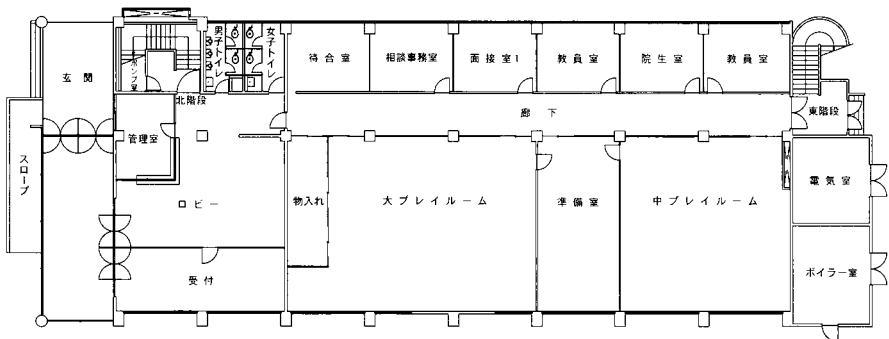 玄関
スロープ
ポンプ室
男子トイレ
女子トイレ
北階段
管理室
ロビー
受付
待合室
相談事務室
面接室1
教員室
院生室
教員室
廊下
東階段
物入れ
大プレイルーム
準備室
中プレイルーム
電気室
ボイラー室